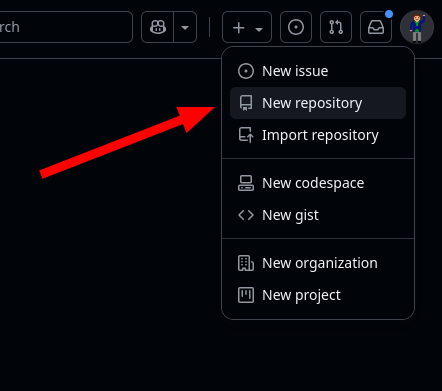 rch
New issue
New repository
Import repository
New codespace
New gist
New organization
New project